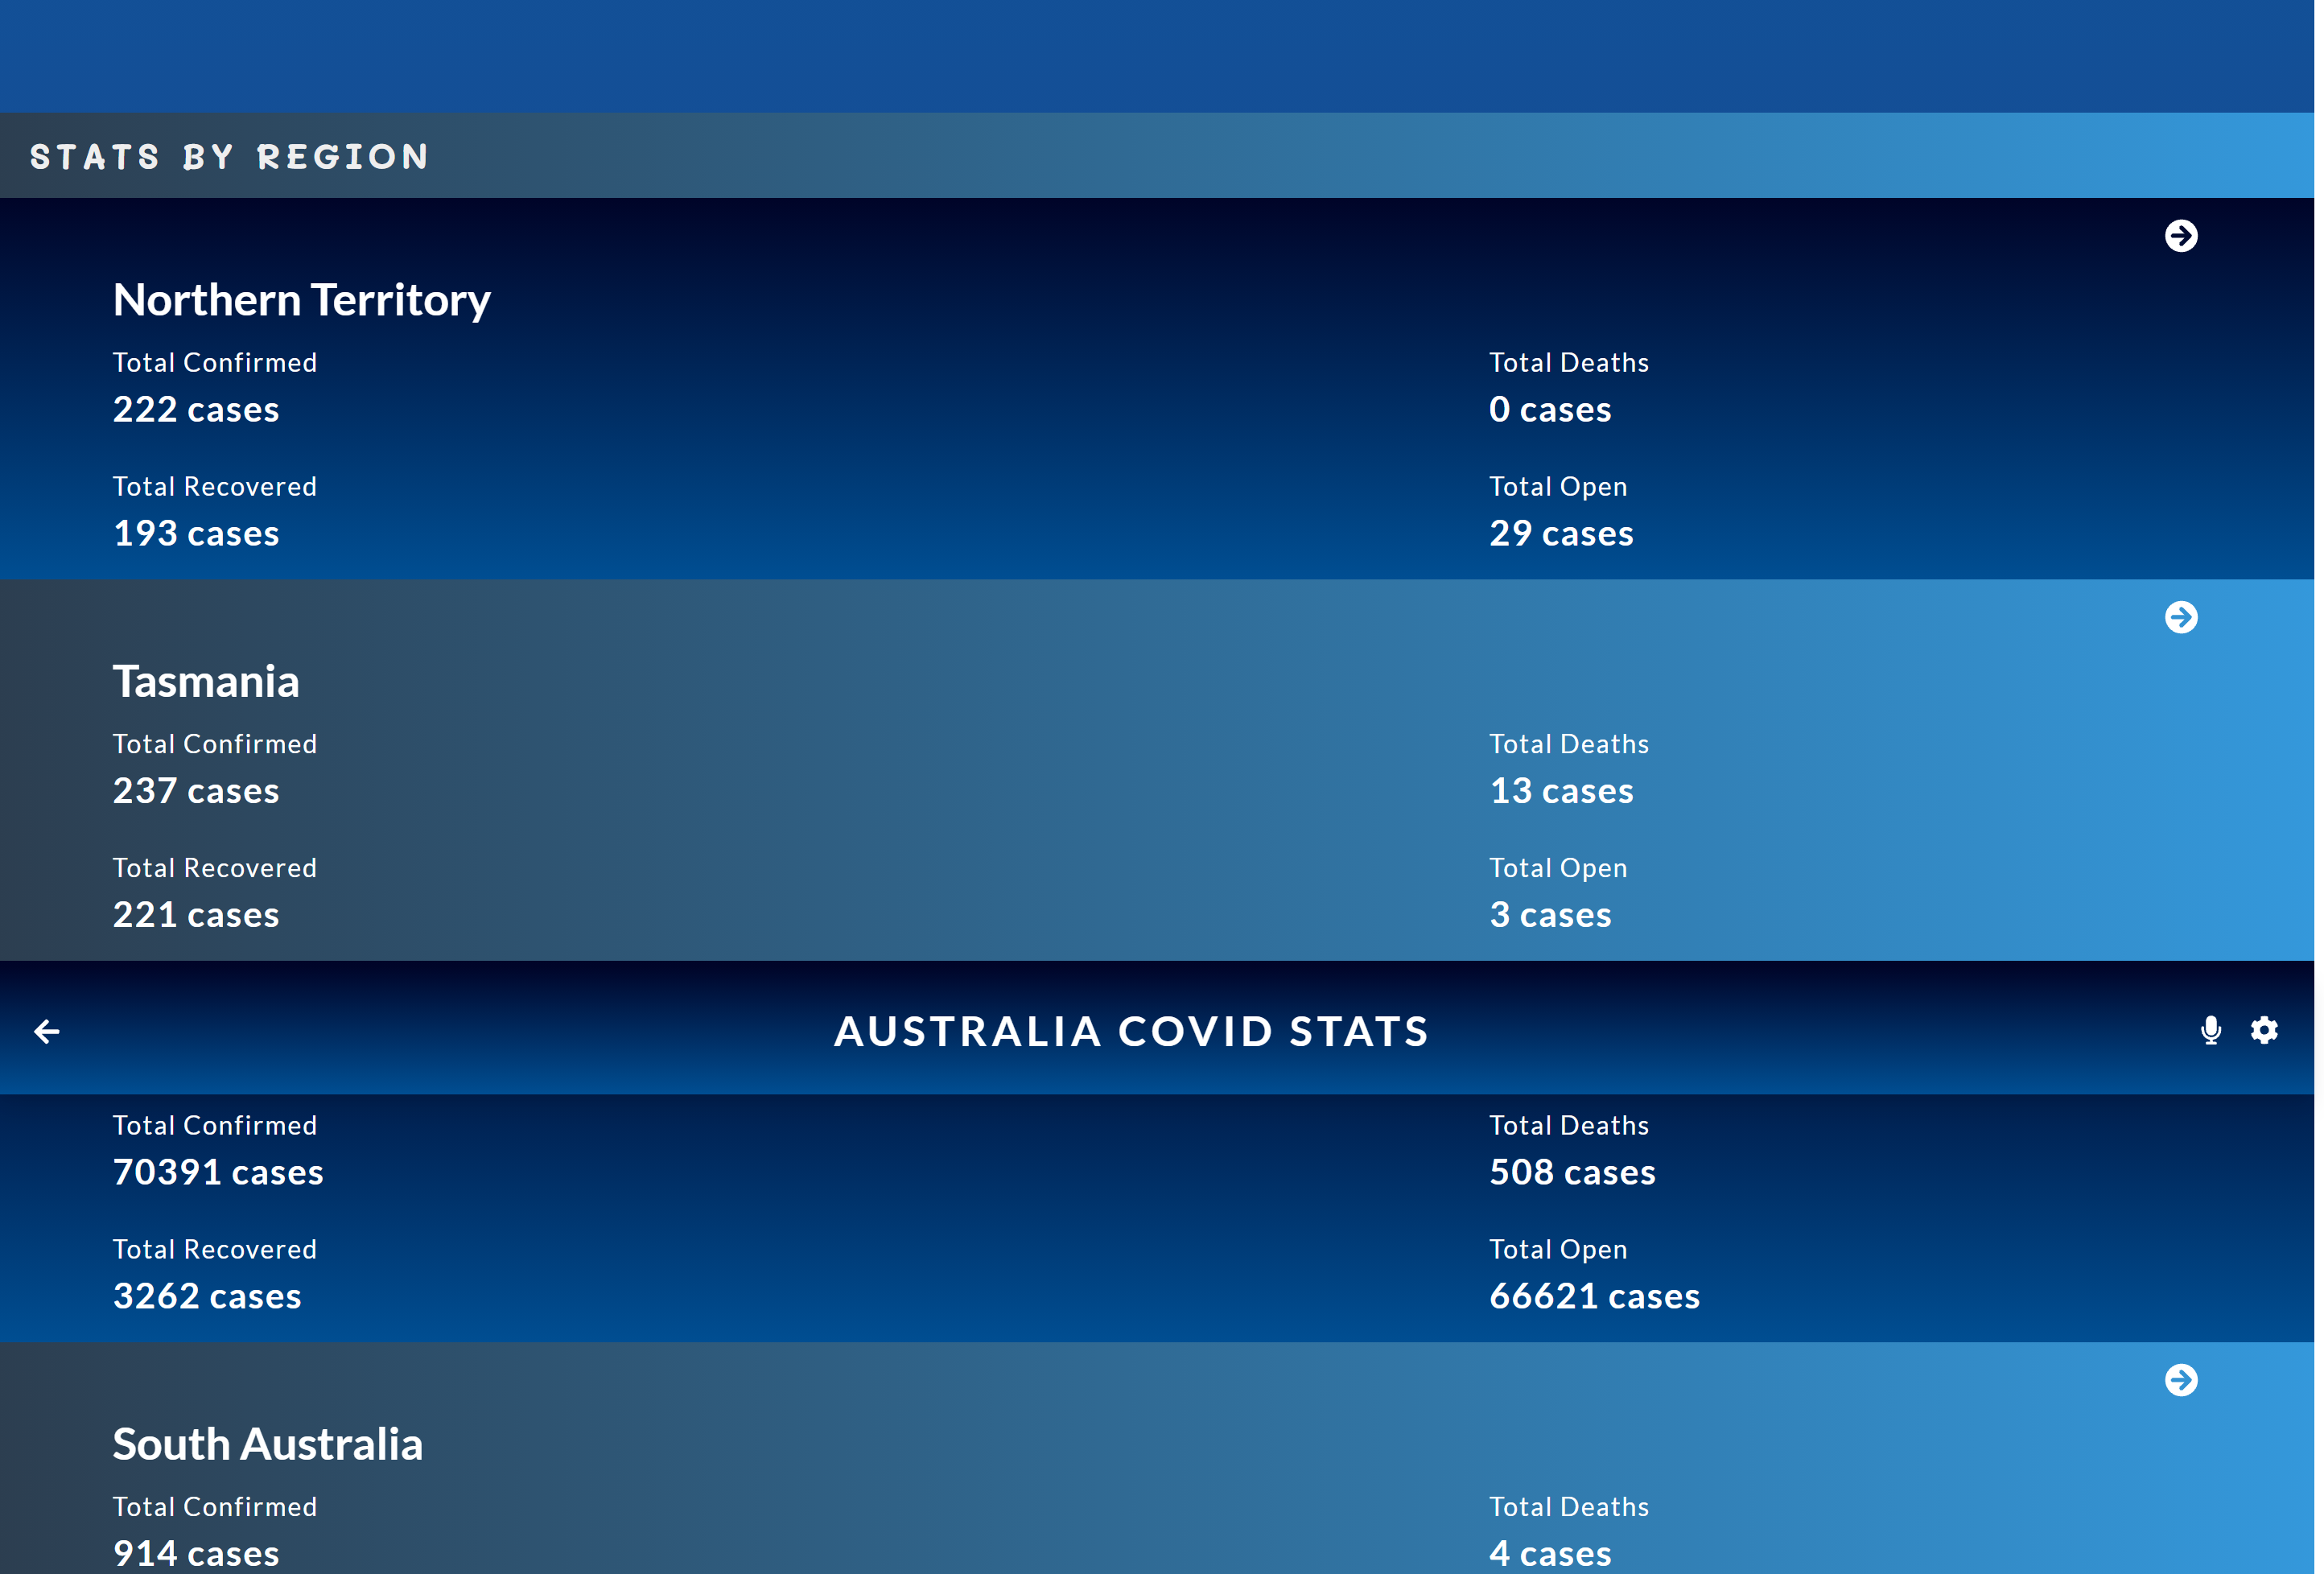 STATS BY REGION
Northern Territory
Total Confirmed Total Deaths
222 cases 0 cases
Total Recovered Total Open
193 cases 29 cases
Tasmania
Total Confirmed Total Deaths
237 cases 13 cases
Total Recovered Total Open
221 cases 3 cases
AUSTRALIA COVID STATS
Total Confirmed Total Deaths
70391 cases 508 cases
Total Recovered Total Open
3262 cases 66621 cases
South Australia
Total Confirmed Total Deaths
914 cases 4 cases